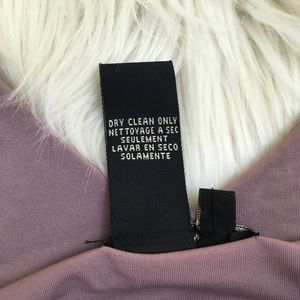 DRY CLEAN ONLY
NETTOYAGE A SEC
SEULEMENT
LAVAR EN SECO
SOLAMENTE